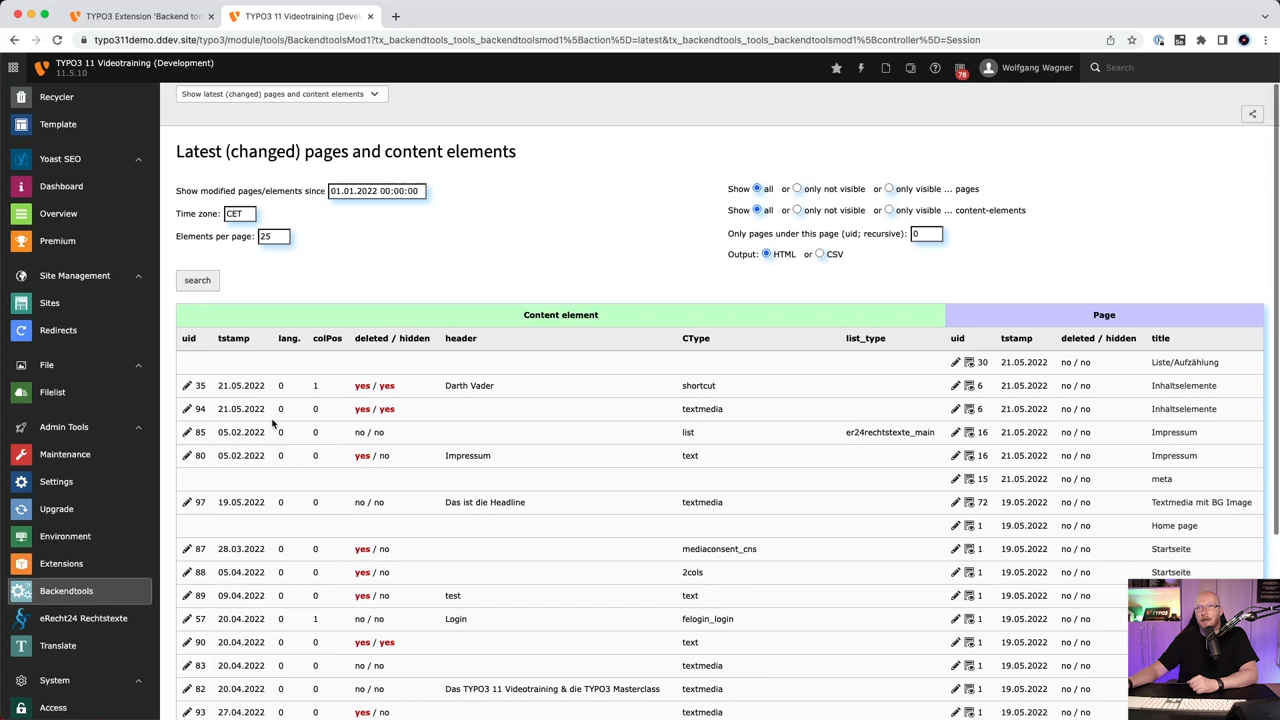 TYPO3 Extension 'Backend too
TYPO3 11 Videotraining (Devel
typo311demo.ddev.site/typo3/module/tools/BackendtoolsMod1?tx_backendtools_tools_backendtoolsmod1%5Baction%5D=latest&tx_backendtools_tools_backendtoolsmod1%5Bcontroller%5D=Session
TYPO3 11 Videotraining (Development)
11.5.10
78
Wolfgang Wagner
Search
Recycler
Template
Yoast SEO
Dashboard
Overview
Premium
Site Management
Sites
Redirects
File
Filelist
Admin Tools
Maintenance
Settings
Upgrade
Environment
Extensions
Backendtools
eRecht24 Rechtstexte
Translate
System
Access
Show latest (changed) pages and content elements
Latest (changed) pages and content elements
Show modified pages/elements since 01.01.2022 00:00:00
Time zone: CET
Elements per page: 25
Show all or only not visible or only visible ... pages
Show all or only not visible or only visible ... content-elements
Only pages under this page (uid; recursive): 0
Output: HTML or CSV
search
Content element Page
uid tstamp lang. colPos deleted / hidden header CType list_type uid tstamp deleted / hidden title
30 21.05.2022 no / no Liste/Aufzählung
35 21.05.2022 0 1 yes / yes Darth Vader shortcut 6 21.05.2022 no / no Inhaltselemente
94 21.05.2022 0 0 yes / yes textmedia 6 21.05.2022 no / no Inhaltselemente
85 05.02.2022 0 0 no / no list er24rechtstexte_main 16 21.05.2022 no / no Impressum
80 05.02.2022 0 0 yes / no Impressum text 16 21.05.2022 no / no Impressum
15 21.05.2022 no / no meta
97 19.05.2022 0 0 no / no Das ist die Headline textmedia 72 19.05.2022 no / no Textmedia mit BG Image
1 19.05.2022 no / no Home page
87 28.03.2022 0 0 yes / no mediaconsent_cns 1 19.05.2022 no / no Startseite
88 05.04.2022 0 0 yes / no 2cols 1 19.05.2022 no / no Startseite
89 05.04.2022 0 0 yes / no test text 1 19.05.2022 no / no
57 20.04.2022 0 1 no / no Login felogin_login 1 19.05.2022 no / no
90 20.04.2022 0 0 yes / yes text 1 19.05.2022 no / no
83 20.04.2022 0 0 no / no textmedia 1 19.05.2022 no / no
82 20.04.2022 0 0 no / no Das TYPO3 11 Videotraining & die TYPO3 Masterclass textmedia 1 19.05.2022 no / no
93 27.04.2022 0 0 yes / no textmedia 1 19.05.2022 no / no